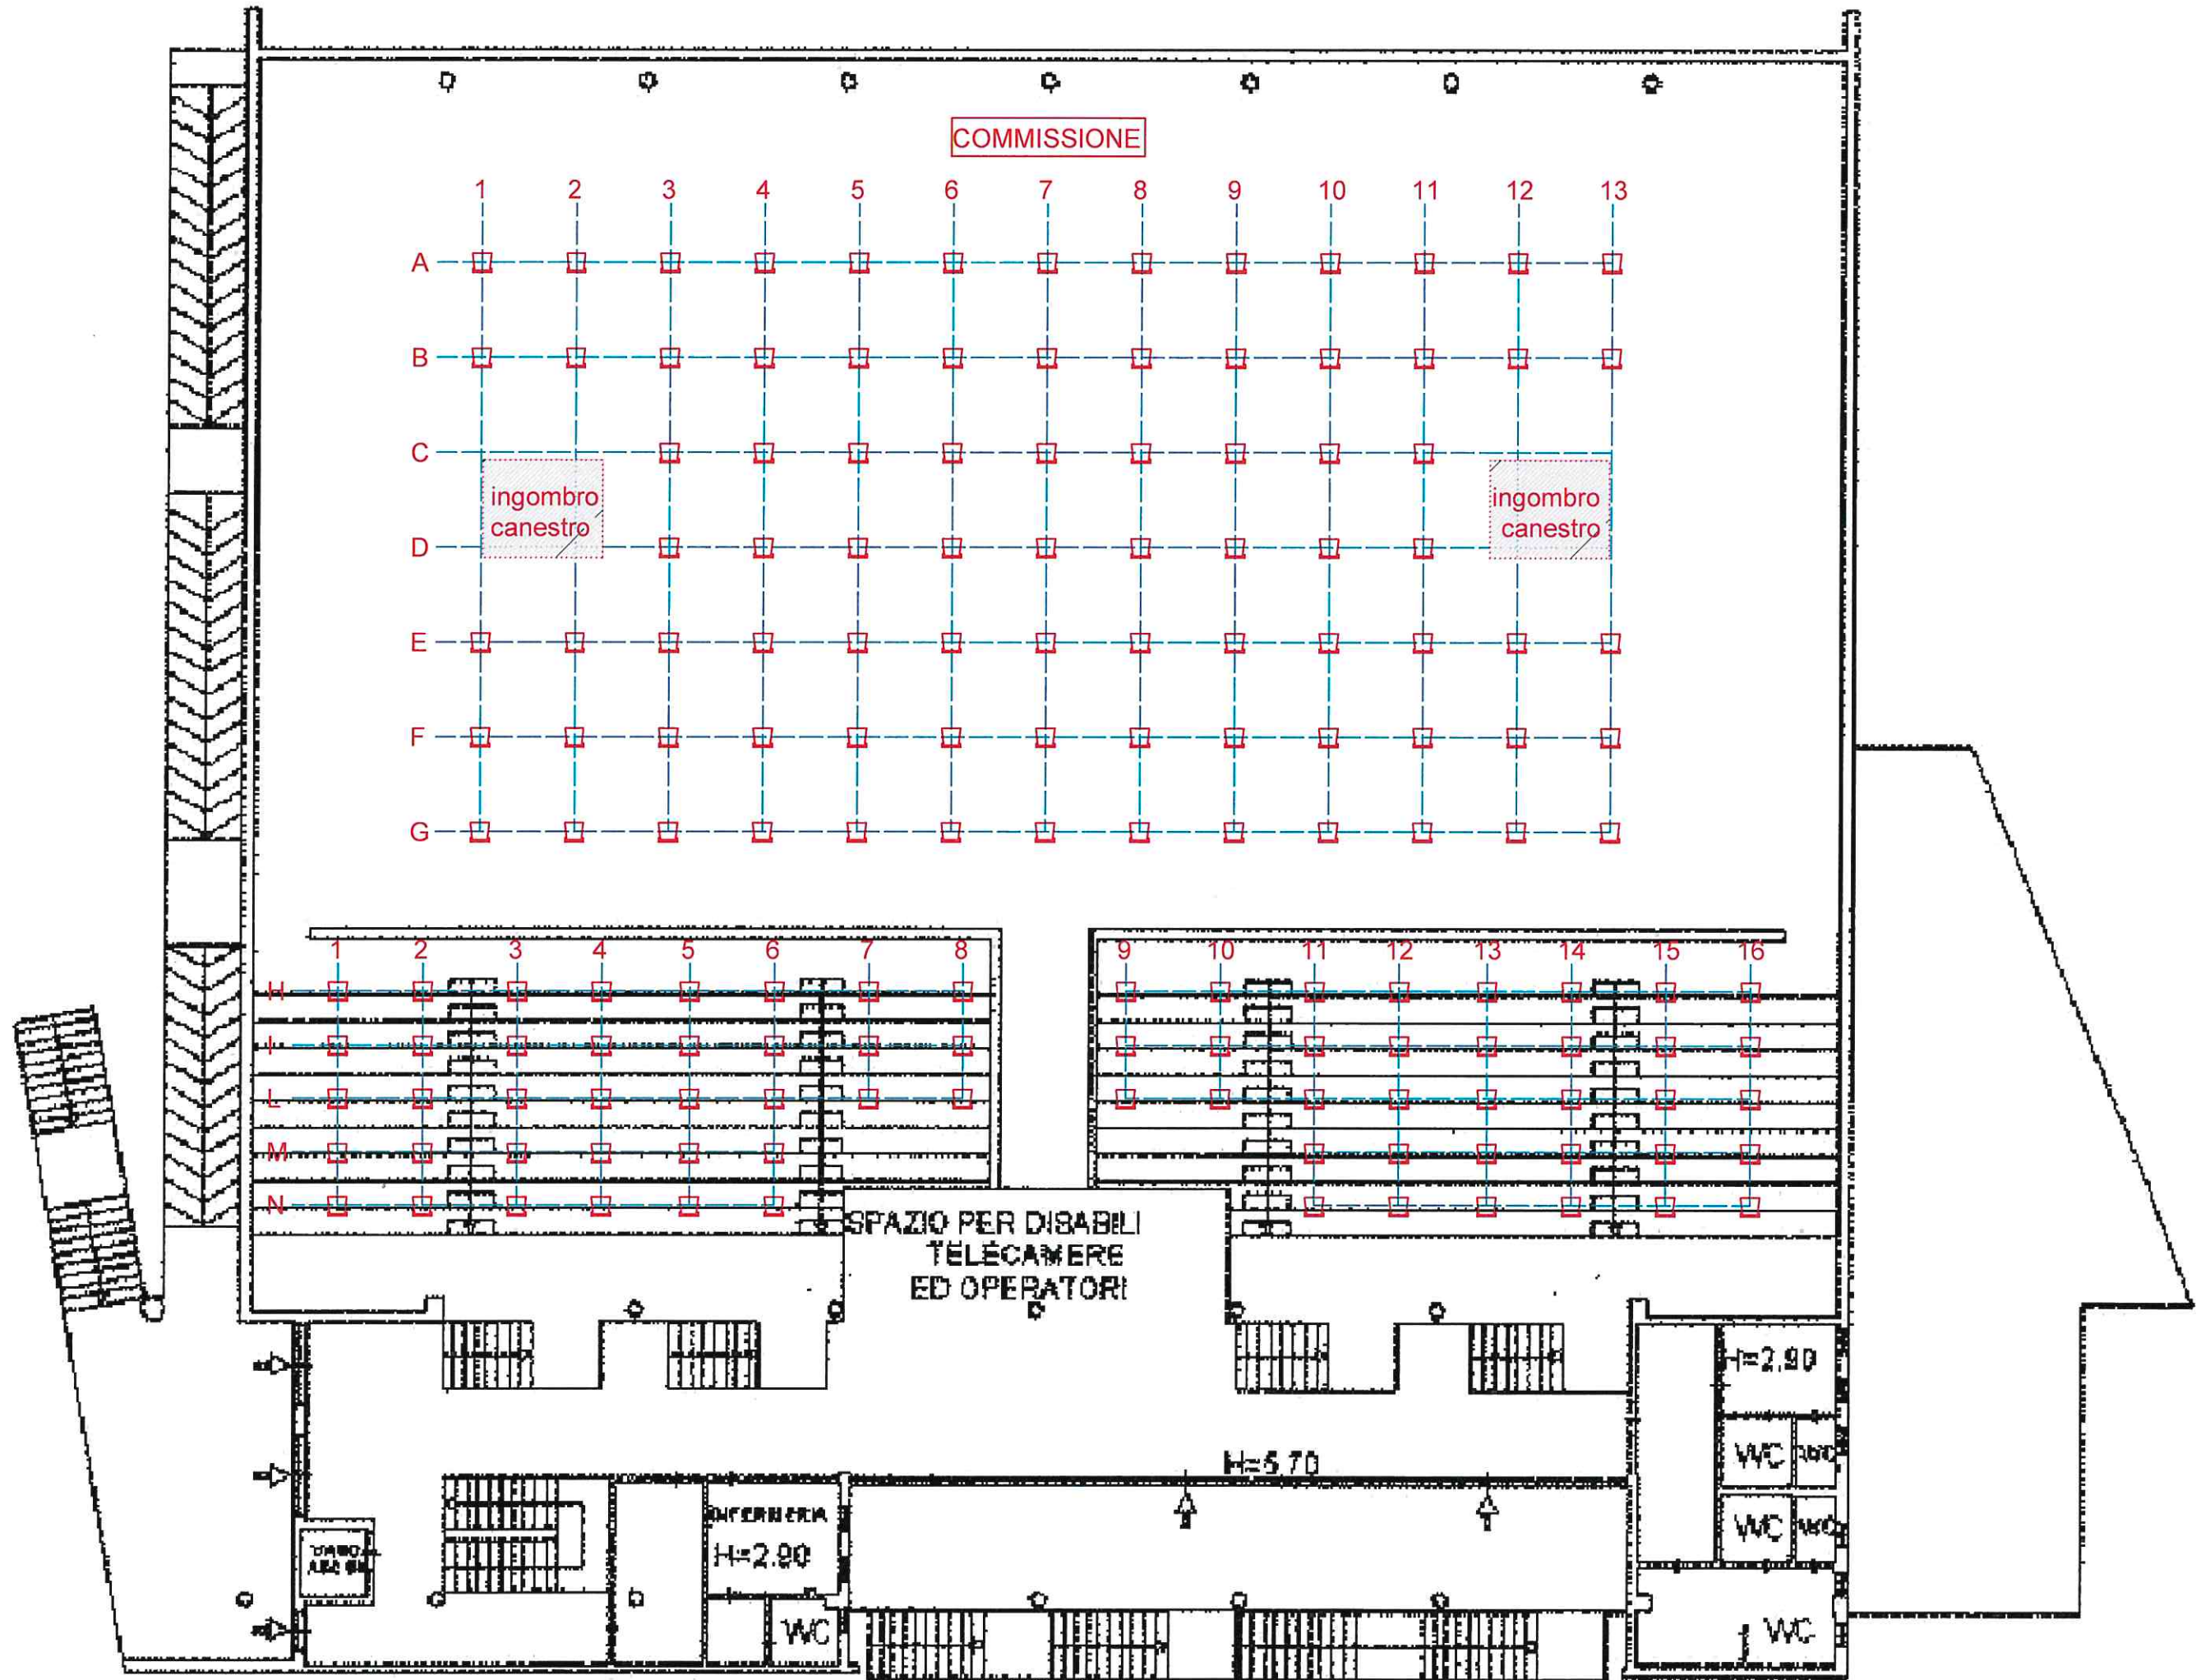 COMMISSIONE
1 2 3 4 5 6 7 8 9 10 11 12 13
A
B
C
ingombro
canestro
ingombro
canestro
D
E
F
G
1 2 3 4 5 6 7 8 9 10 11 12 13 14 15 16
H
I
L
M
N
SPAZIO PER DISABILI
TELECAMERE
ED OPERATORI
H=2.90
WC WC
H=5.70
INFERMERIA
H=2.90
WC WC
WC
WC